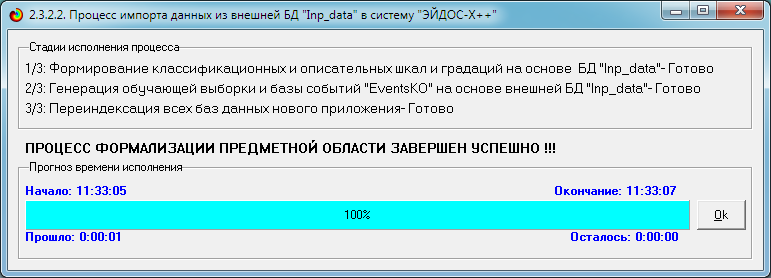 2.3.2.2. Процесс импорта данных из внешней БД "Inp_data" в систему "ЭЙДОС-X++"
Стадии исполнения процесса
1/3: Формирование классификационных и описательных шкал и градаций на основе БД "Inp_data"- Готово
2/3: Генерация обучающей выборки и базы событий "EventsKO" на основе внешней БД "Inp_data"- Готово
3/3: Переиндексация всех баз данных нового приложения- Готово
ПРОЦЕСС ФОРМАЛИЗАЦИИ ПРЕДМЕТНОЙ ОБЛАСТИ ЗАВЕРШЕН УСПЕШНО !!!
Прогноз времени исполнения
Начало: 11:33:05 Окончание: 11:33:07
100% Ok
Прошло: 0:00:01 Осталось: 0:00:00